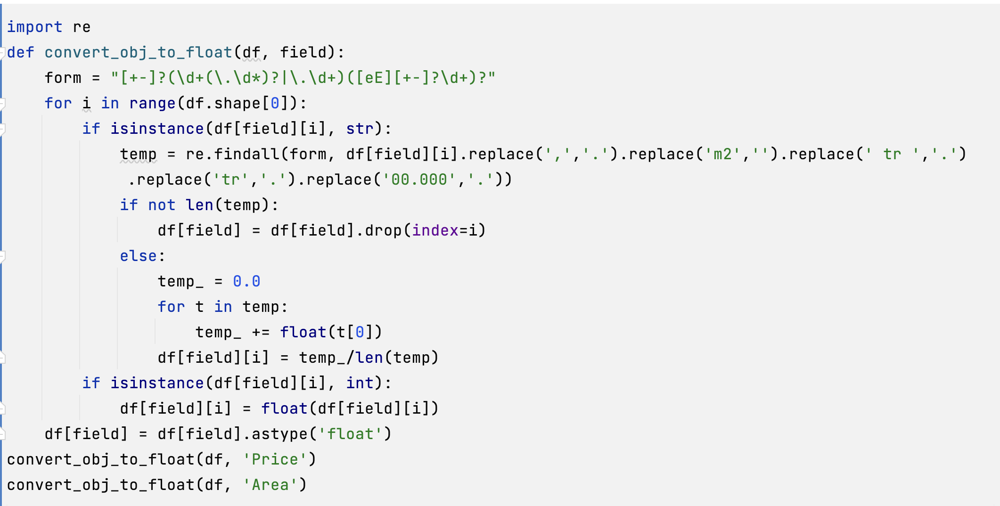 import re
def convert_obj_to_float(df, field):
    form = "[+-]?(\d+(\.\d*)?|\.\d+)([eE][+-]?\d+)?"
    for i in range(df.shape[0]):
        if isinstance(df[field][i], str):
            temp = re.findall(form, df[field][i].replace(',','.').replace('m2','').replace(' tr ','.')
             .replace('tr','.').replace('00.000','.'))
            if not len(temp):
                df[field] = df[field].drop(index=i)
            else:
                temp_ = 0.0
                for t in temp:
                    temp_ += float(t[0])
                df[field][i] = temp_/len(temp)
        if isinstance(df[field][i], int):
            df[field][i] = float(df[field][i])
    df[field] = df[field].astype('float')
convert_obj_to_float(df, 'Price')
convert_obj_to_float(df, 'Area')